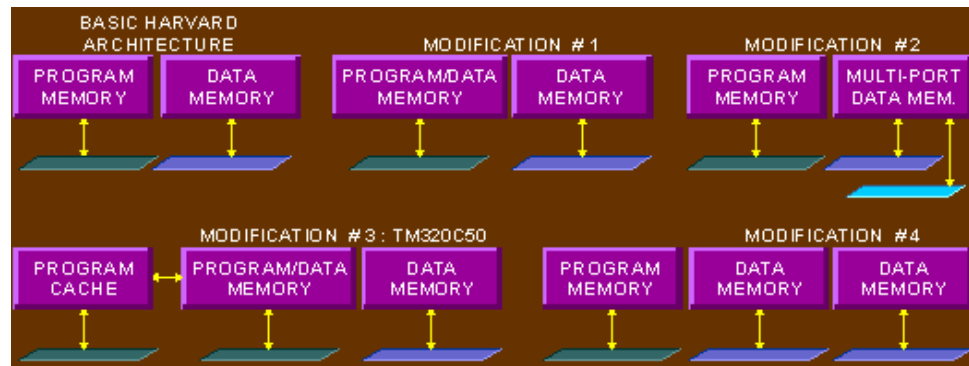 BASIC HARVARD
ARCHITECTURE
MODIFICATION #1
MODIFICATION #2
PROGRAM
MEMORY
DATA
MEMORY
PROGRAM/DATA
MEMORY
DATA
MEMORY
PROGRAM
MEMORY
MULTI-PORT
DATA MEM.
MODIFICATION #3: TM320C50
MODIFICATION #4
PROGRAM
CACHE
PROGRAM/DATA
MEMORY
DATA
MEMORY
PROGRAM
MEMORY
DATA
MEMORY
DATA
MEMORY